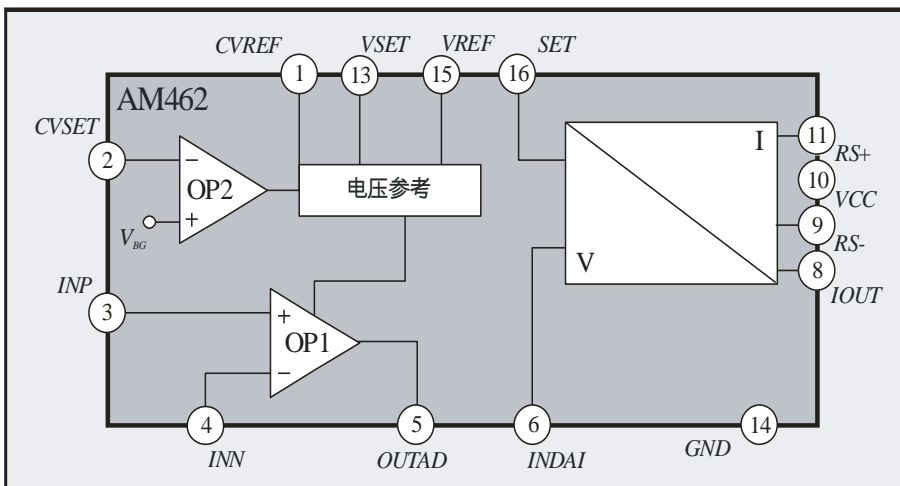 CVREF
VSET
VREF
SET
1
13
15
16
AM462
CVSET
2
−
OP2
+
V_BG
电压参考
I
V
11
RS+
10
VCC
9
RS-
8
IOUT
INP
3
+
OP1
−
4
5
6
14
INN
OUTAD
INDAI
GND